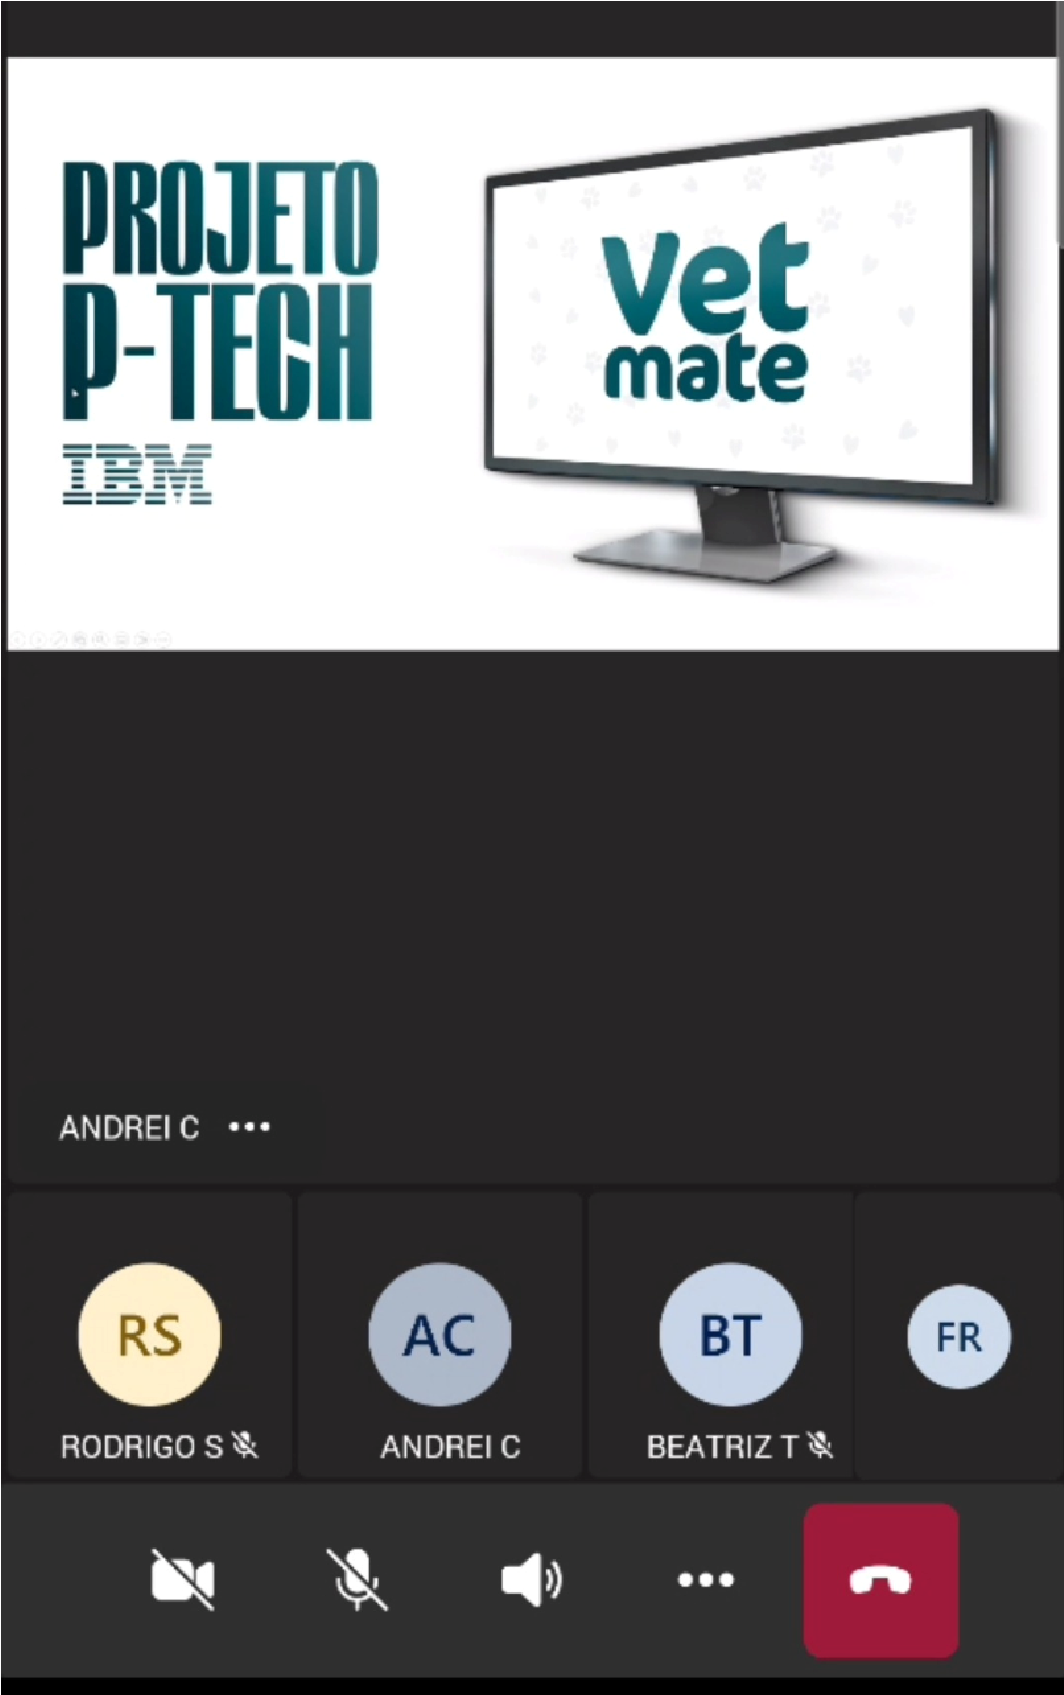 PROJETO
P-TECH
IBM
Vet
mate
ANDREI C
RS
AC
BT
FR
RODRIGO S
ANDREI C
BEATRIZ T